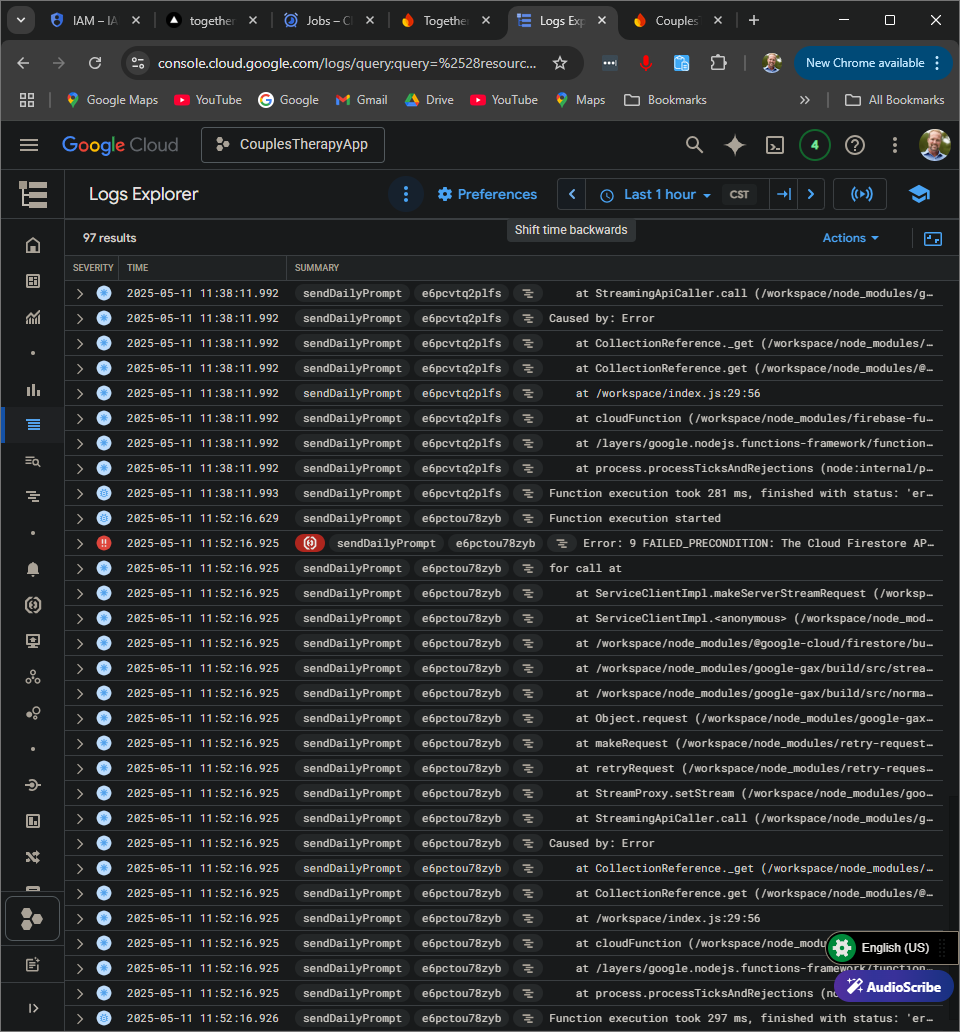 IAM – IA
together
Jobs – Cl
Togethe
Logs Exp
Couples
console.cloud.google.com/logs/query;query=%2528resourc...
New Chrome available
Google Maps
YouTube
Google
Gmail
Drive
YouTube
Maps
Bookmarks
All Bookmarks
Google Cloud
CouplesTherapyApp
4
Logs Explorer
Preferences
Last 1 hour
CST
Shift time backwards
97 results
Actions
SEVERITY TIME SUMMARY
2025-05-11 11:38:11.992 sendDailyPrompt e6pcvtq2plfs at StreamingApiCaller.call (/workspace/node_modules/g…
2025-05-11 11:38:11.992 sendDailyPrompt e6pcvtq2plfs Caused by: Error
2025-05-11 11:38:11.992 sendDailyPrompt e6pcvtq2plfs at CollectionReference._get (/workspace/node_modules/…
2025-05-11 11:38:11.992 sendDailyPrompt e6pcvtq2plfs at CollectionReference.get (/workspace/node_modules/@…
2025-05-11 11:38:11.992 sendDailyPrompt e6pcvtq2plfs at /workspace/index.js:29:56
2025-05-11 11:38:11.992 sendDailyPrompt e6pcvtq2plfs at cloudFunction (/workspace/node_modules/firebase-fu…
2025-05-11 11:38:11.992 sendDailyPrompt e6pcvtq2plfs at /layers/google.nodejs.functions-framework/function…
2025-05-11 11:38:11.992 sendDailyPrompt e6pcvtq2plfs at process.processTicksAndRejections (node:internal/p…
2025-05-11 11:38:11.993 sendDailyPrompt e6pcvtq2plfs Function execution took 281 ms, finished with status: 'er…
2025-05-11 11:52:16.629 sendDailyPrompt e6pctou78zyb Function execution started
2025-05-11 11:52:16.925 sendDailyPrompt e6pctou78zyb Error: 9 FAILED_PRECONDITION: The Cloud Firestore AP…
2025-05-11 11:52:16.925 sendDailyPrompt e6pctou78zyb for call at
2025-05-11 11:52:16.925 sendDailyPrompt e6pctou78zyb at ServiceClientImpl.makeServerStreamRequest (/worksp…
2025-05-11 11:52:16.925 sendDailyPrompt e6pctou78zyb at ServiceClientImpl.<anonymous> (/workspace/node_mod…
2025-05-11 11:52:16.925 sendDailyPrompt e6pctou78zyb at /workspace/node_modules/@google-cloud/firestore/bu…
2025-05-11 11:52:16.925 sendDailyPrompt e6pctou78zyb at /workspace/node_modules/google-gax/build/src/strea…
2025-05-11 11:52:16.925 sendDailyPrompt e6pctou78zyb at /workspace/node_modules/google-gax/build/src/norma…
2025-05-11 11:52:16.925 sendDailyPrompt e6pctou78zyb at Object.request (/workspace/node_modules/google-gax…
2025-05-11 11:52:16.925 sendDailyPrompt e6pctou78zyb at makeRequest (/workspace/node_modules/retry-request…
2025-05-11 11:52:16.925 sendDailyPrompt e6pctou78zyb at retryRequest (/workspace/node_modules/retry-reques…
2025-05-11 11:52:16.925 sendDailyPrompt e6pctou78zyb at StreamProxy.setStream (/workspace/node_modules/goo…
2025-05-11 11:52:16.925 sendDailyPrompt e6pctou78zyb at StreamingApiCaller.call (/workspace/node_modules/g…
2025-05-11 11:52:16.925 sendDailyPrompt e6pctou78zyb Caused by: Error
2025-05-11 11:52:16.925 sendDailyPrompt e6pctou78zyb at CollectionReference._get (/workspace/node_modules/…
2025-05-11 11:52:16.925 sendDailyPrompt e6pctou78zyb at CollectionReference.get (/workspace/node_modules/@…
2025-05-11 11:52:16.925 sendDailyPrompt e6pctou78zyb at /workspace/index.js:29:56
2025-05-11 11:52:16.925 sendDailyPrompt e6pctou78zyb at cloudFunction (/workspace/node_modu
2025-05-11 11:52:16.925 sendDailyPrompt e6pctou78zyb at /layers/google.nodejs.functions-framework/function…
2025-05-11 11:52:16.925 sendDailyPrompt e6pctou78zyb at process.processTicksAndRejections (no
2025-05-11 11:52:16.926 sendDailyPrompt e6pctou78zyb Function execution took 297 ms, finished with status: 'er…
English (US)
AudioScribe